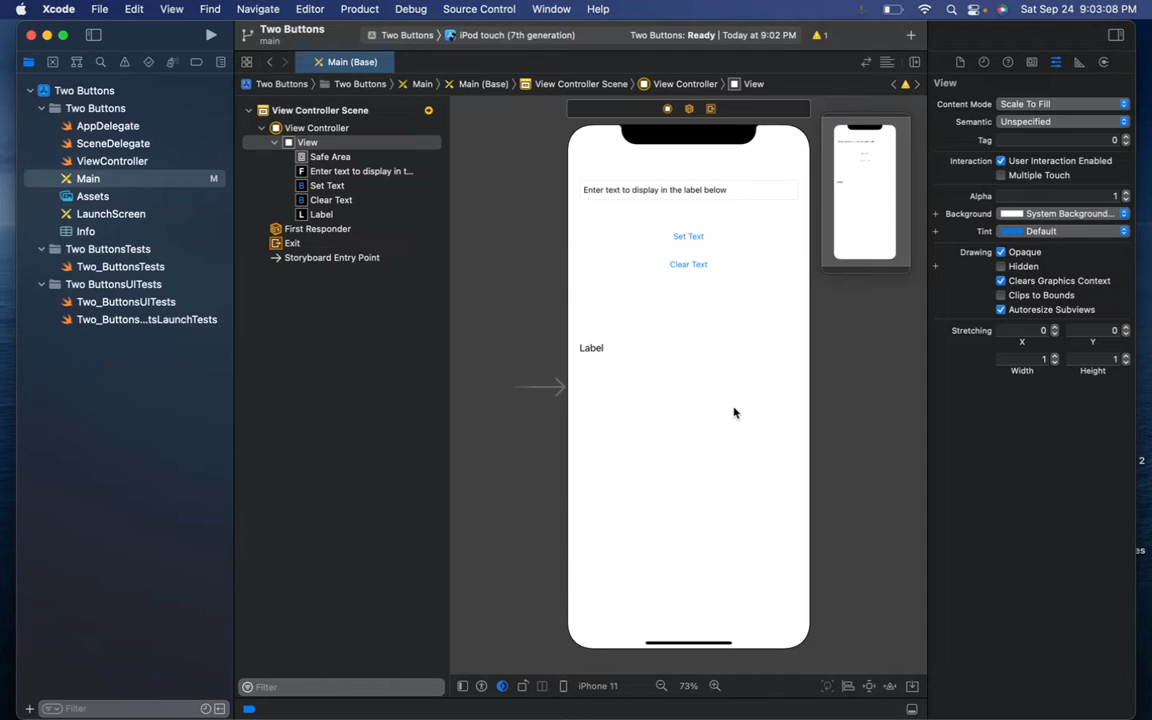 Xcode File Edit View Find Navigate Editor Product Debug Source Control Window Help Sat Sep 24 9:03:08 PM
Two Buttons
main
Two Buttons iPod touch (7th generation) Two Buttons: Ready | Today at 9:02 PM 1
Main (Base)
Two Buttons Two Buttons Main Main (Base) View Controller Scene View Controller View
Two Buttons
Two Buttons
AppDelegate
SceneDelegate
ViewController
Main M
Assets
LaunchScreen
Info
Two ButtonsTests
Two_ButtonsTests
Two ButtonsUITests
Two_ButtonsUITests
Two_Buttons...tsLaunchTests
Filter
View Controller Scene
View Controller
View
Safe Area
F Enter text to display in t...
B Set Text
B Clear Text
L Label
First Responder
Exit
Storyboard Entry Point
Filter
Enter text to display in the label below
Set Text
Clear Text
Label
iPhone 11 73%
View
Content Mode Scale To Fill
Semantic Unspecified
Tag 0
Interaction User Interaction Enabled
Multiple Touch
Alpha 1
Background System Background...
Tint Default
Drawing Opaque
Hidden
Clears Graphics Context
Clips to Bounds
Autoresize Subviews
Stretching 0 0
X Y
1 1
Width Height
2
es